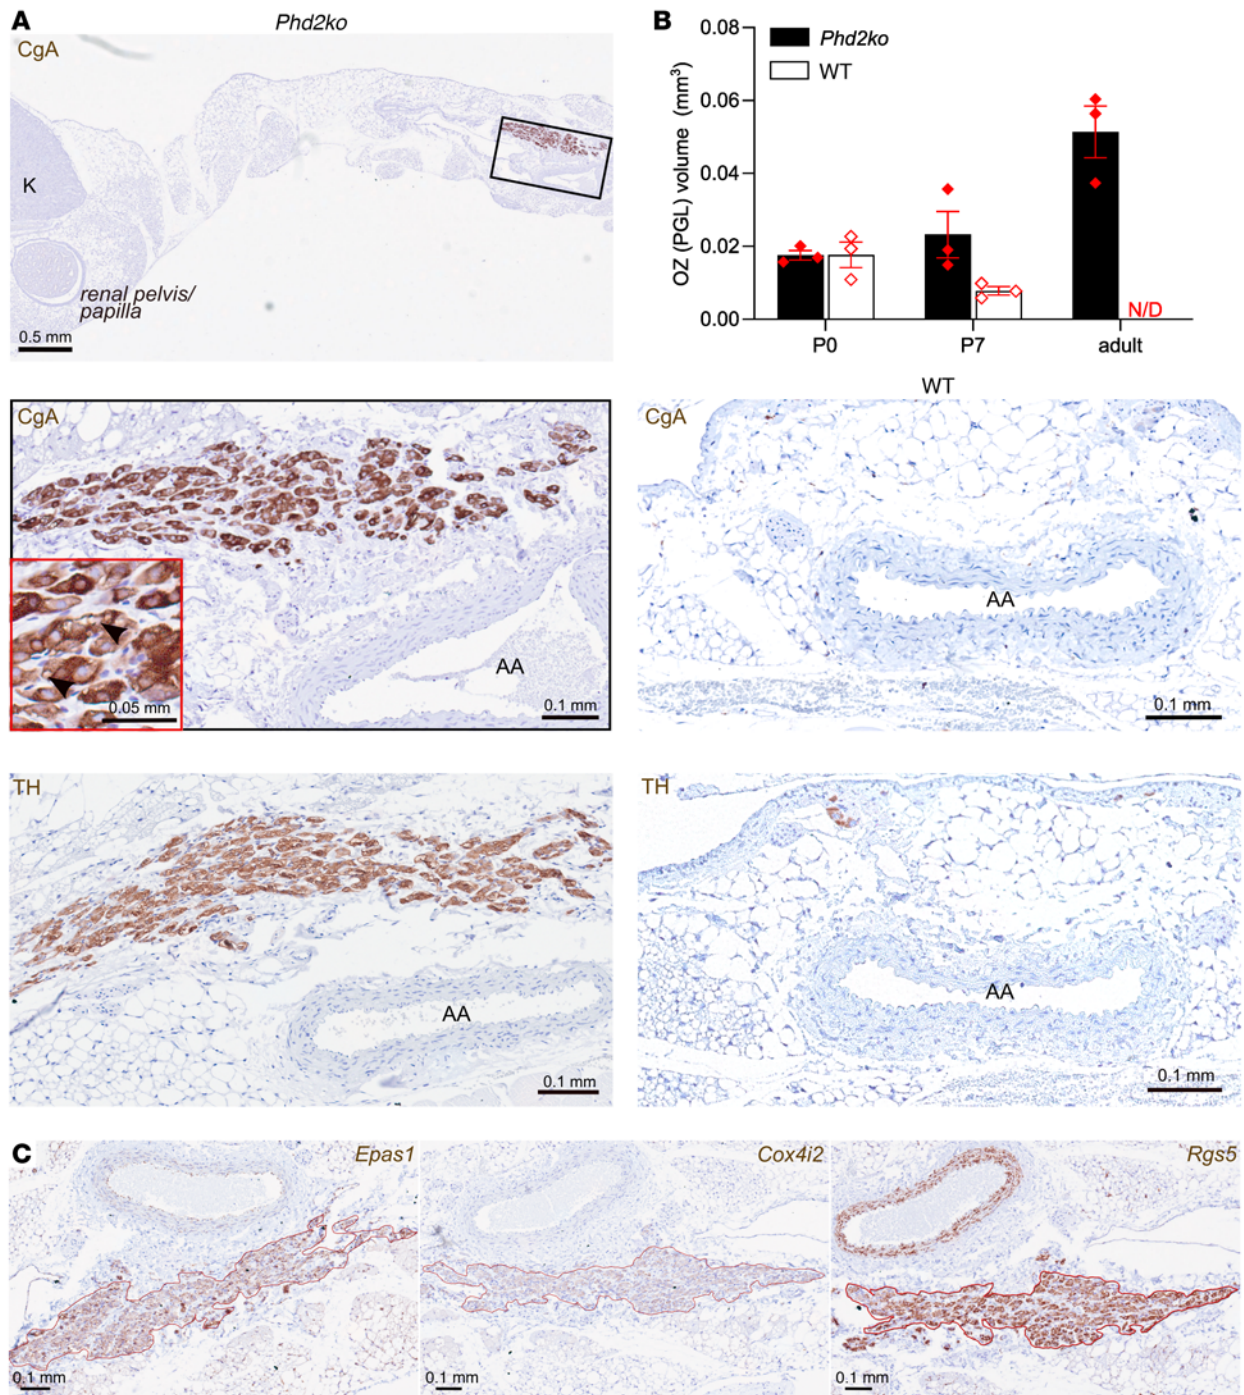 A
Phd2ko
CgA
K
renal pelvis/
papilla
0.5 mm
B
OZ (PGL) volume (mm³)
0.08
0.06
0.04
0.02
0.00
Phd2ko
WT
N/D
P0
P7
adult
CgA
AA
0.05 mm
0.1 mm
WT
CgA
AA
0.1 mm
TH
AA
0.1 mm
TH
AA
0.1 mm
C
Epas1
0.1 mm
Cox4i2
0.1 mm
Rgs5
0.1 mm